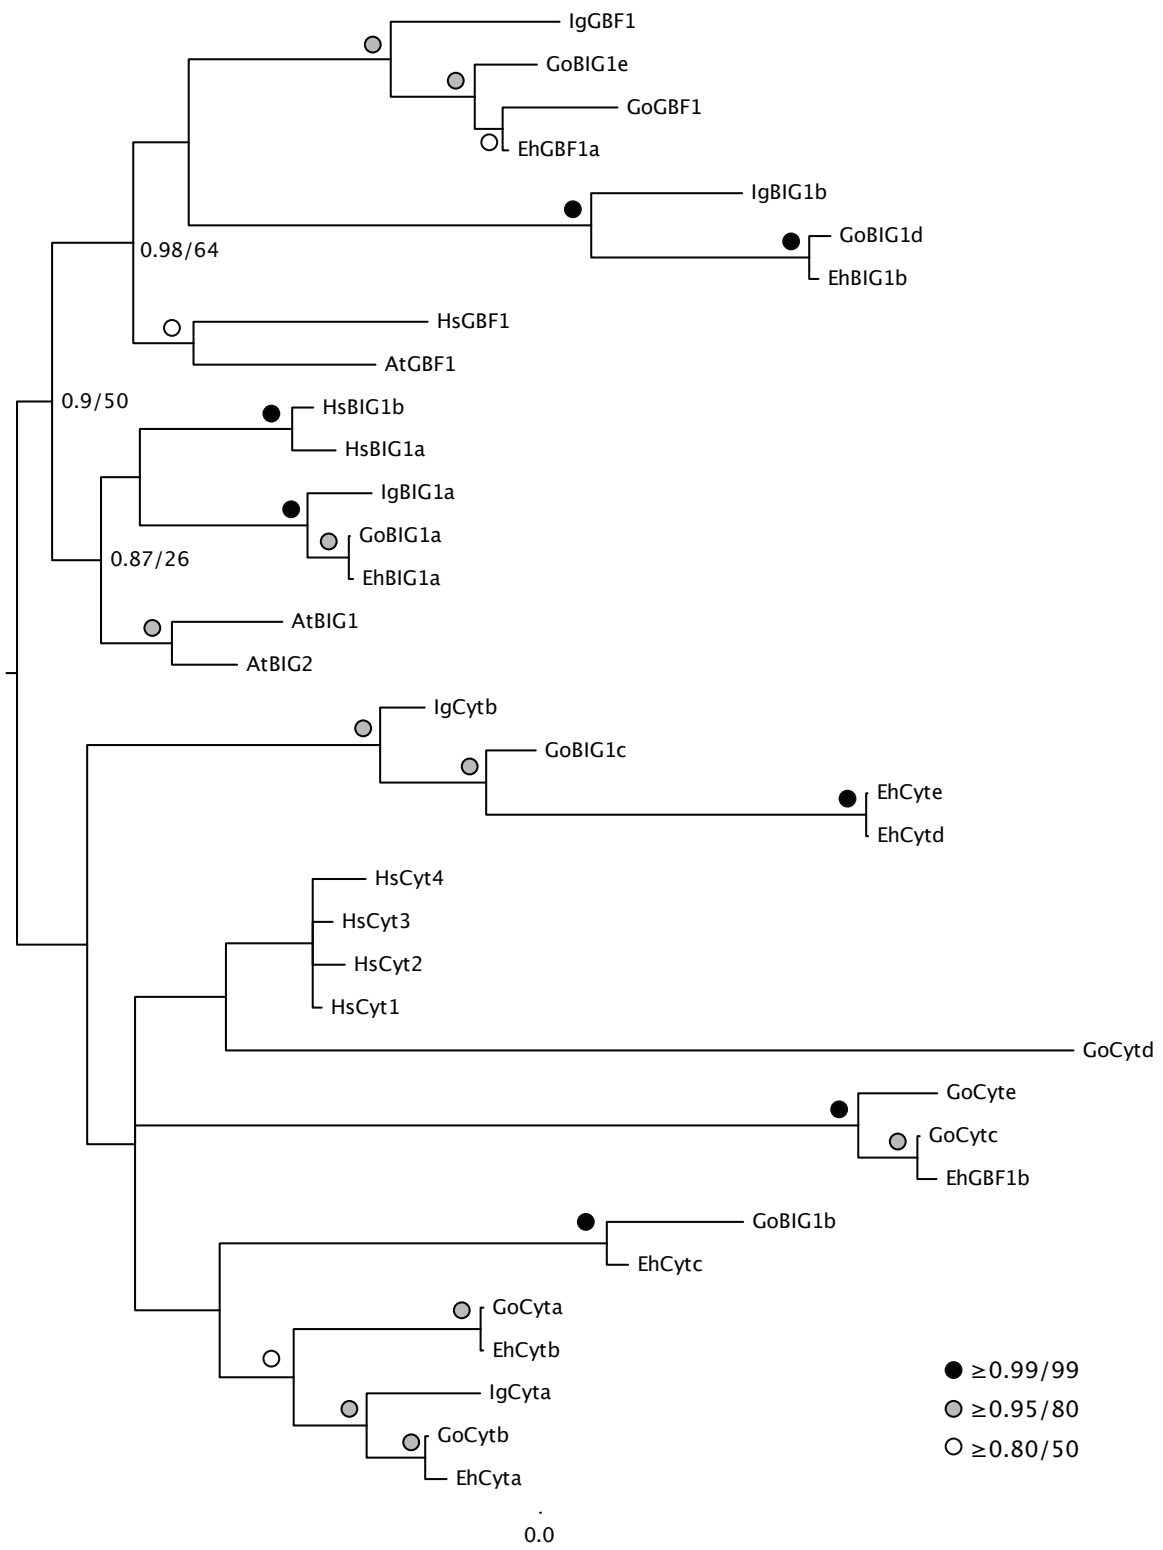 IgGBF1
GoBIG1e
GoGBF1
EhGBF1a
IgBIG1b
GoBIG1d
0.98/64
EhBIG1b
HsGBF1
AtGBF1
0.9/50
HsBIG1b
HsBIG1a
IgBIG1a
GoBIG1a
0.87/26
EhBIG1a
AtBIG1
AtBIG2
IgCytb
GoBIG1c
EhCyte
EhCytd
HsCyt4
HsCyt3
HsCyt2
HsCyt1
GoCytd
GoCyte
GoCytc
EhGBF1b
GoBIG1b
EhCytc
GoCyta
EhCytb
IgCyta
GoCytb
EhCyta
≥0.99/99
≥0.95/80
≥0.80/50
0.0